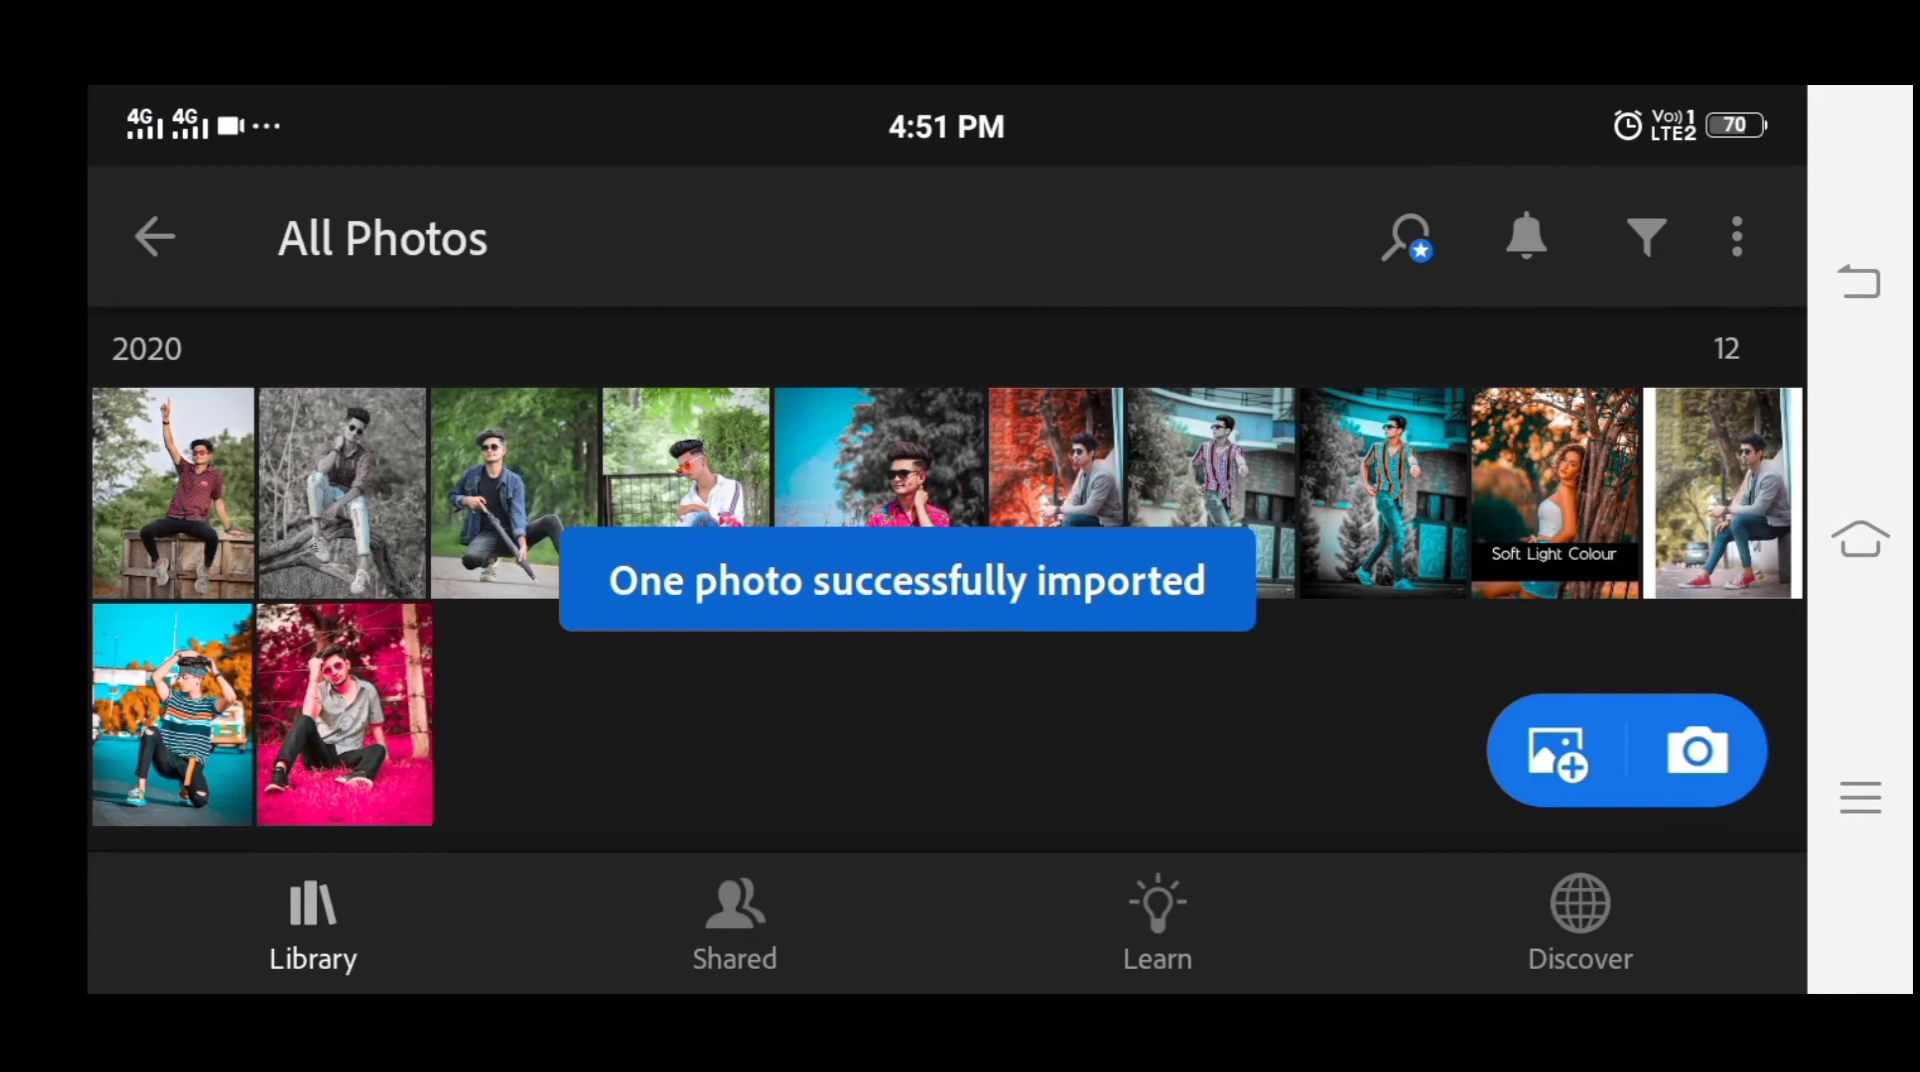 4G 4G 4:51 PM Vo)) 1 LTE2 70
All Photos
2020 12
Soft Light Colour
One photo successfully imported
Library Shared Learn Discover